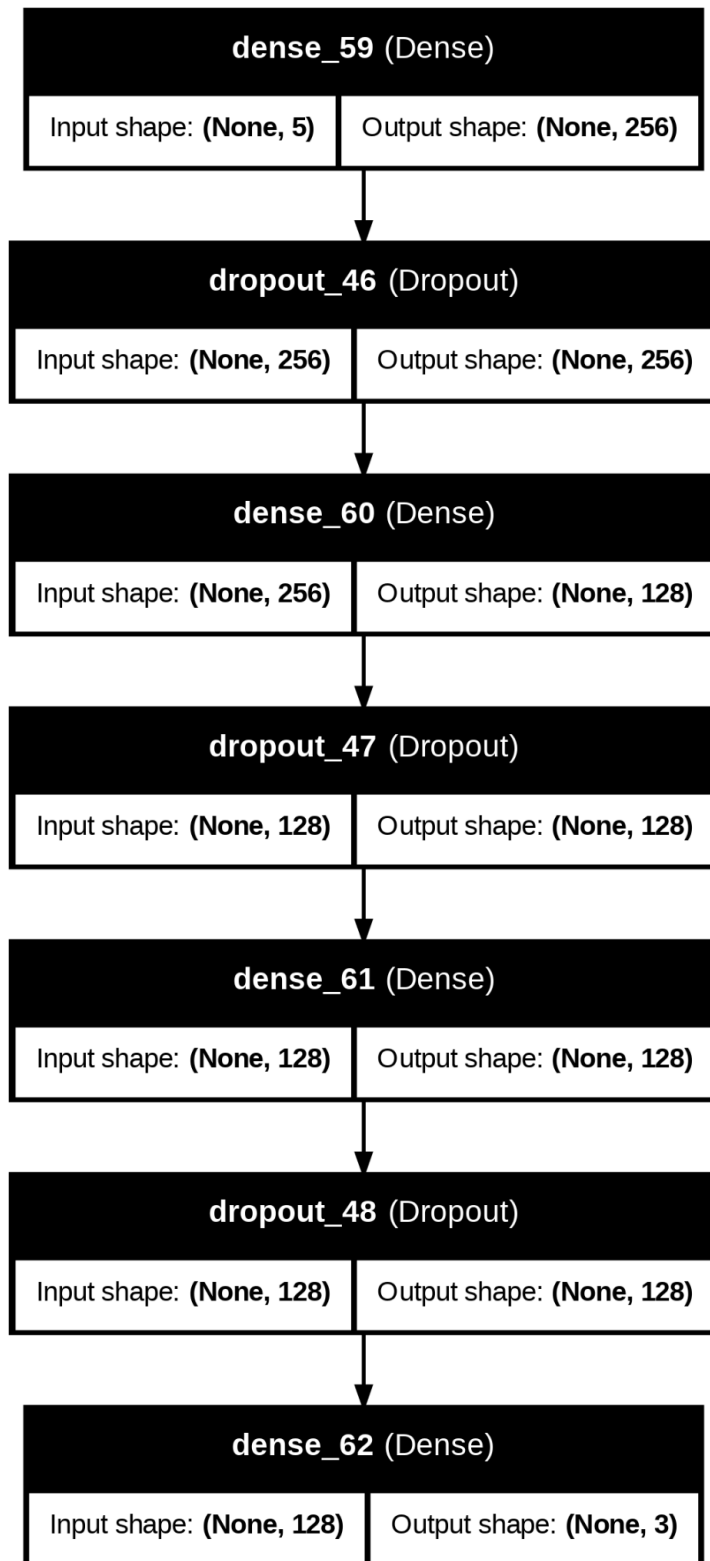 dense_59 (Dense)
Input shape: (None, 5) Output shape: (None, 256)
dropout_46 (Dropout)
Input shape: (None, 256) Output shape: (None, 256)
dense_60 (Dense)
Input shape: (None, 256) Output shape: (None, 128)
dropout_47 (Dropout)
Input shape: (None, 128) Output shape: (None, 128)
dense_61 (Dense)
Input shape: (None, 128) Output shape: (None, 128)
dropout_48 (Dropout)
Input shape: (None, 128) Output shape: (None, 128)
dense_62 (Dense)
Input shape: (None, 128) Output shape: (None, 3)